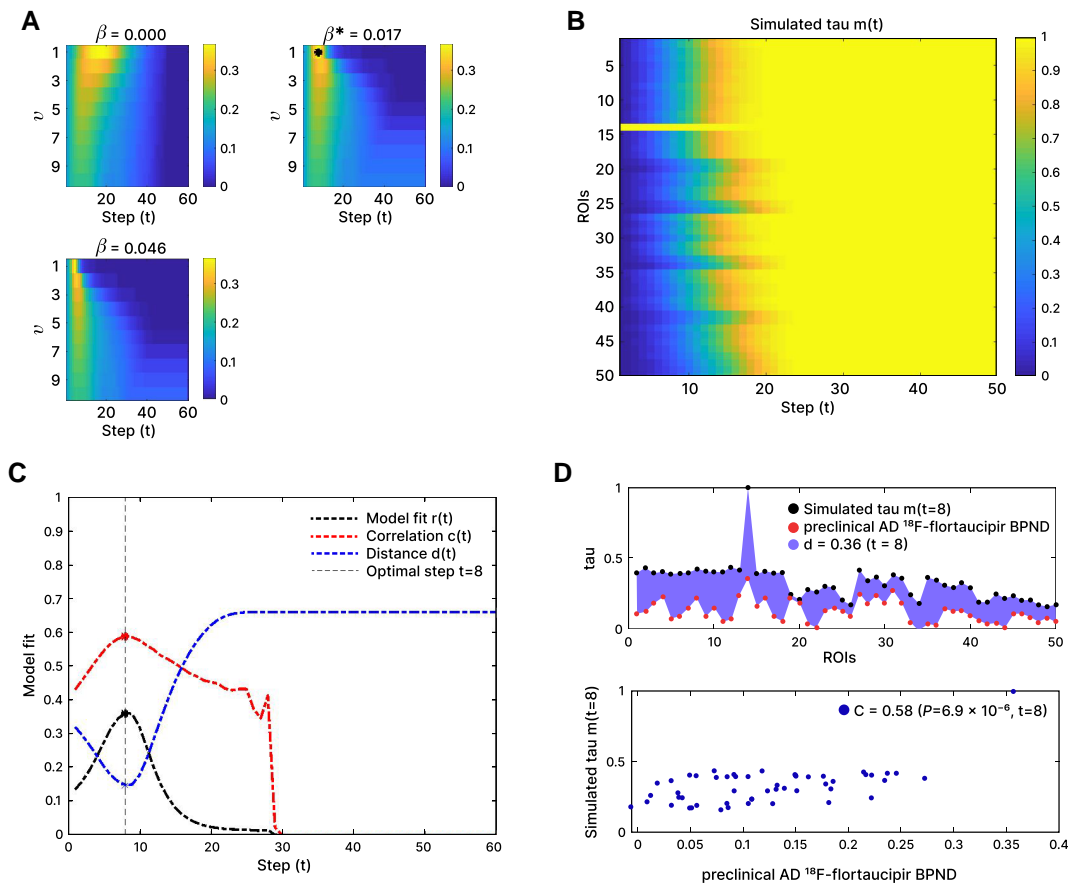 A
β = 0.000
1
3
5
7
9
ν
20 40 60
Step (t)
0.3
0.2
0.1
0
β* = 0.017
1
3
5
7
9
ν
20 40 60
Step (t)
0.3
0.2
0.1
0
β = 0.046
1
3
5
7
9
ν
20 40 60
Step (t)
0.3
0.2
0.1
0
B
Simulated tau m(t)
5
10
15
20
25
30
35
40
45
50
ROIs
10 20 30 40 50
Step (t)
1
0.9
0.8
0.7
0.6
0.5
0.4
0.3
0.2
0.1
0
C
1
0.9
0.8
0.7
0.6
0.5
0.4
0.3
0.2
0.1
0
Model fit
Model fit r(t)
Correlation c(t)
Distance d(t)
Optimal step t=8
0 10 20 30 40 50 60
Step (t)
D
1
0.5
0
tau
Simulated tau m(t=8)
preclinical AD ¹⁸F-flortaucipir BPND
d = 0.36 (t = 8)
0 10 20 30 40 50
ROIs
1
0.5
0
Simulated tau m(t=8)
C = 0.58 (P=6.9 × 10⁻⁶, t=8)
0 0.05 0.1 0.15 0.2 0.25 0.3 0.35 0.4
preclinical AD ¹⁸F-flortaucipir BPND